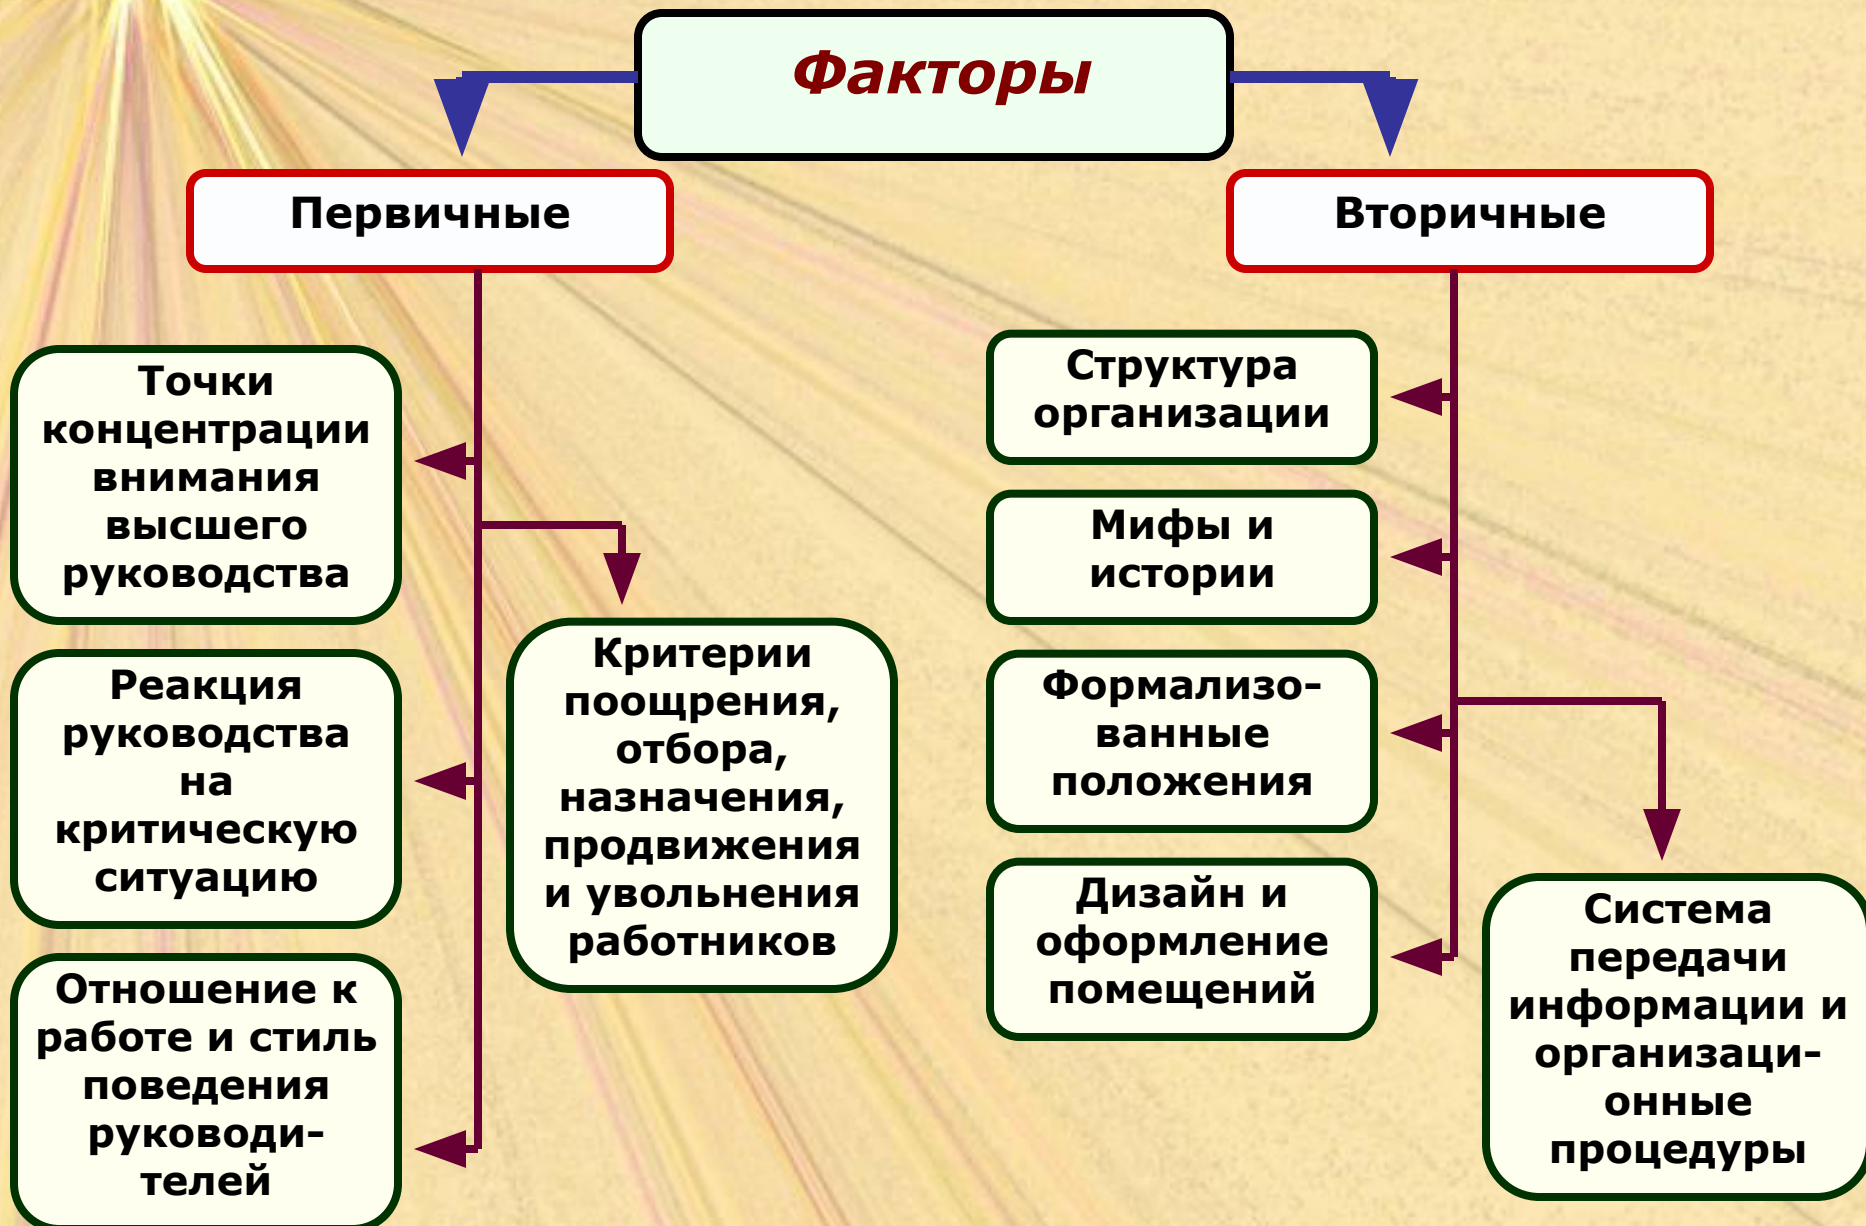 Факторы
Первичные
Вторичные
Точки
концентрации
внимания
высшего
руководства
Реакция
руководства
на
критическую
ситуацию
Отношение к
работе и стиль
поведения
руководи-
телей
Критерии
поощрения,
отбора,
назначения,
продвижения
и увольнения
работников
Структура
организации
Мифы и
истории
Формализо-
ванные
положения
Дизайн и
оформление
помещений
Система
передачи
информации и
организаци-
онные
процедуры